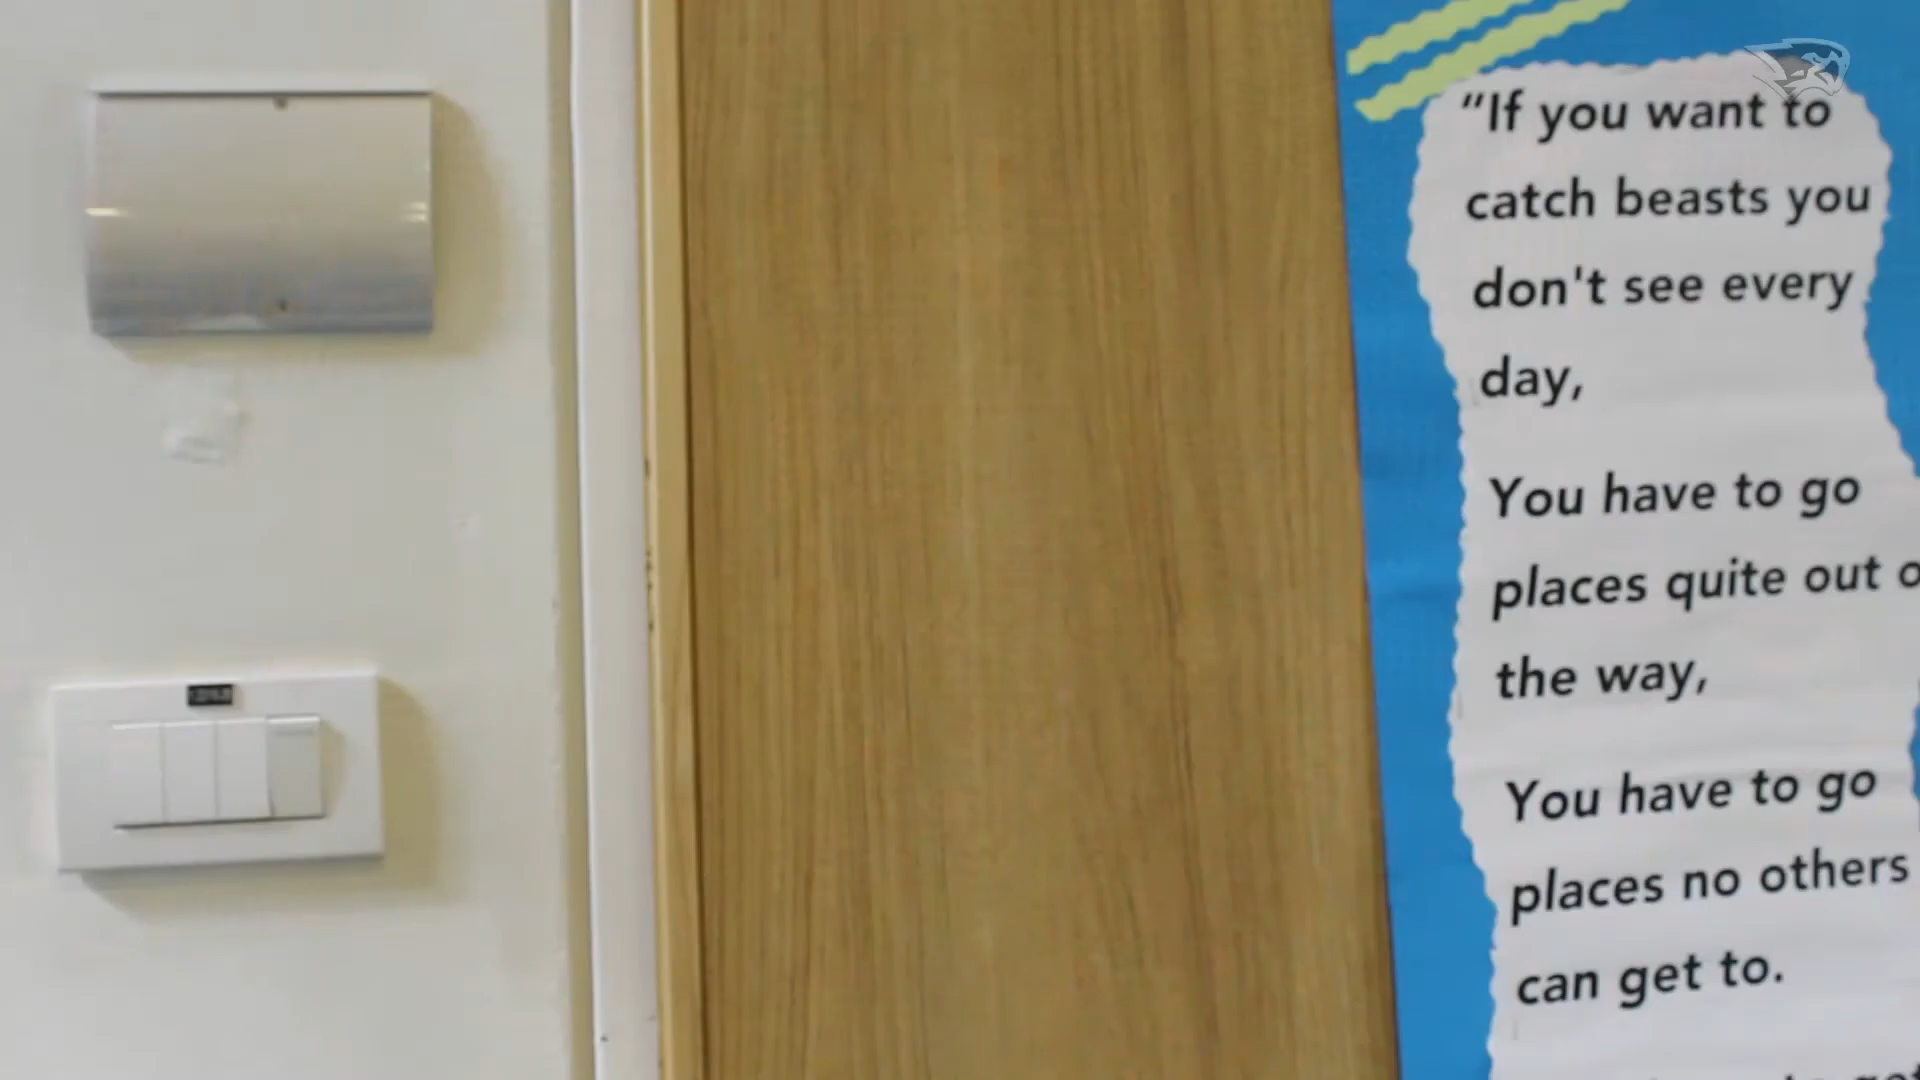 “If you want to
catch beasts you
don't see every
day,
You have to go
places quite out
the way,
You have to go
places no others
can get to.